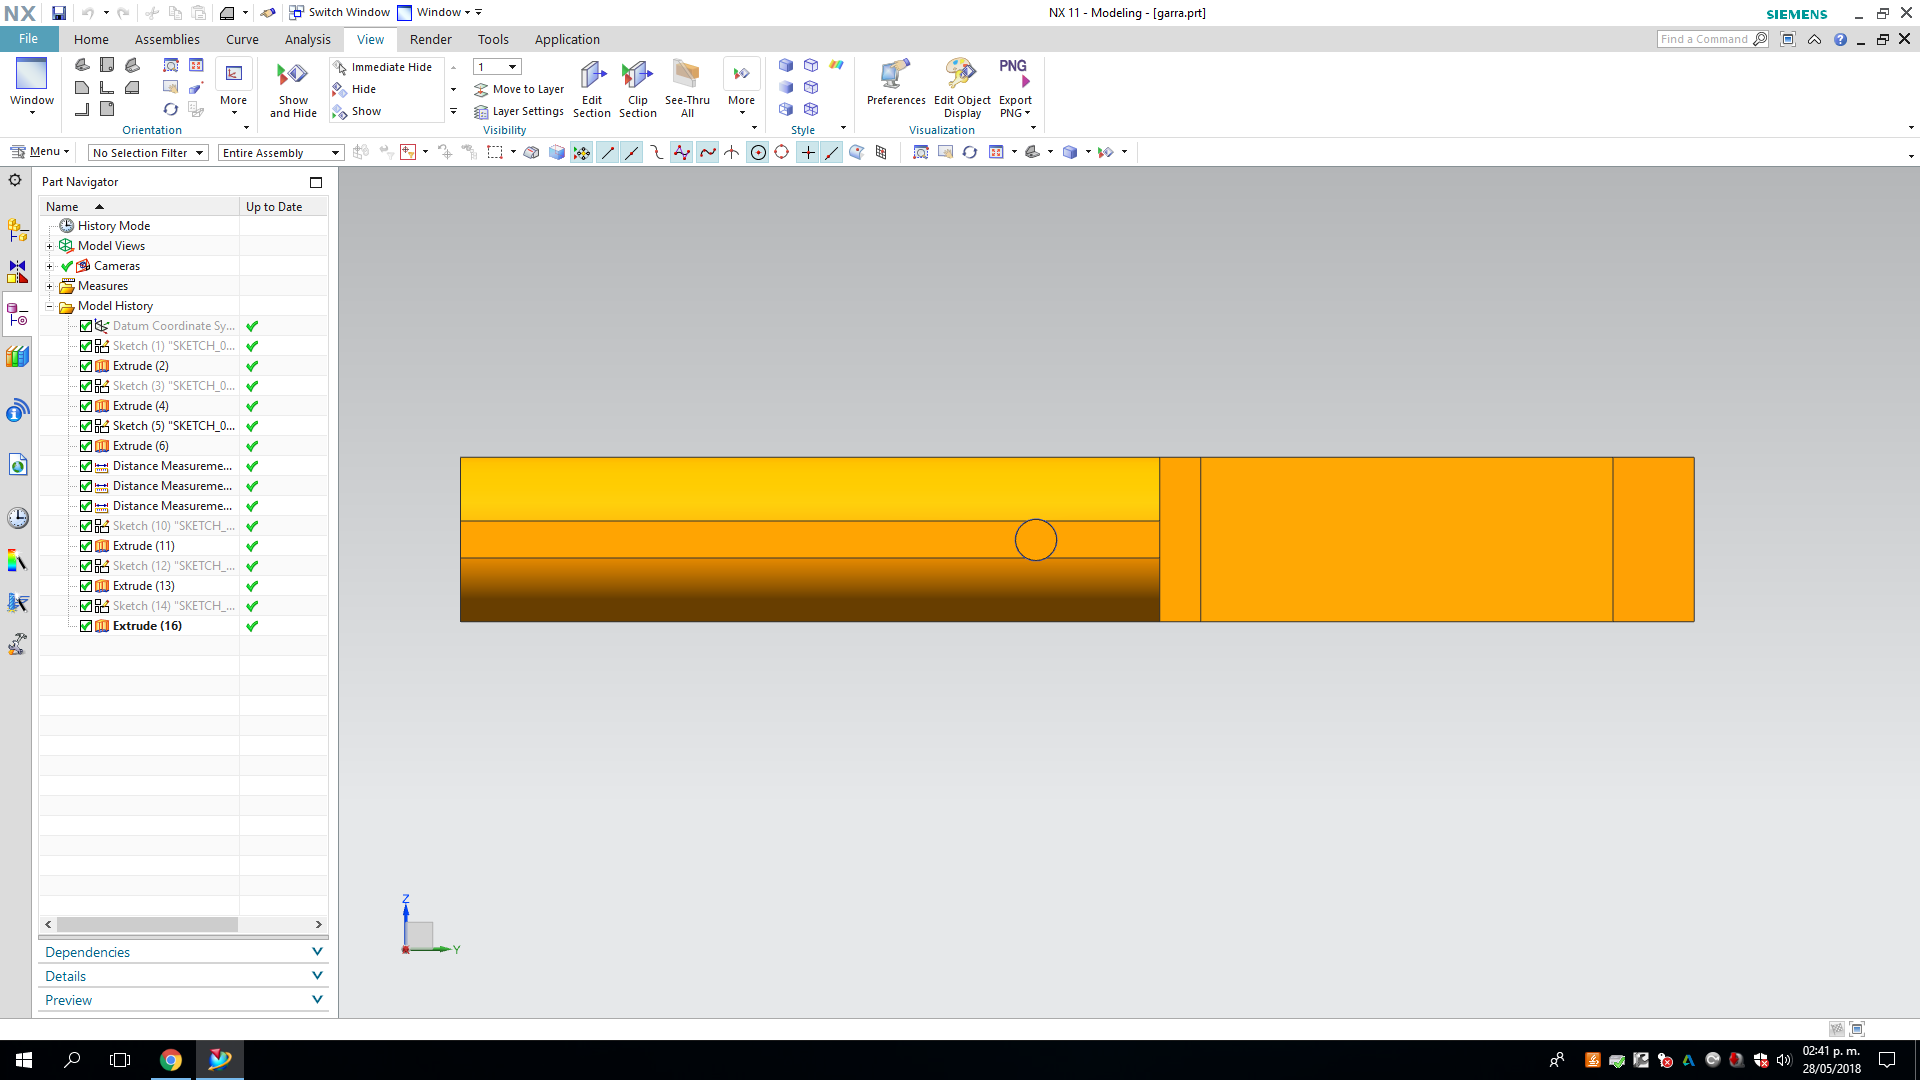 NX
Switch Window
Window
NX 11 - Modeling - [garra.prt]
SIEMENS
File
Home
Assemblies
Curve
Analysis
View
Render
Tools
Application
Find a Command
Window
More
Orientation
Show and Hide
Immediate Hide
Hide
Show
1
Move to Layer
Layer Settings
Edit Section
Clip Section
See-Thru All
More
Visibility
Style
Preferences
Edit Object Display
PNG
Export PNG
Visualization
Menu
No Selection Filter
Entire Assembly
Part Navigator
Name
Up to Date
History Mode
Model Views
Cameras
Measures
Model History
Datum Coordinate Sy...
Sketch (1) "SKETCH_0...
Extrude (2)
Sketch (3) "SKETCH_0...
Extrude (4)
Sketch (5) "SKETCH_0...
Extrude (6)
Distance Measureme...
Distance Measureme...
Distance Measureme...
Sketch (10) "SKETCH_...
Extrude (11)
Sketch (12) "SKETCH_...
Extrude (13)
Sketch (14) "SKETCH_...
Extrude (16)
Dependencies
Details
Preview
Z
Y
02:41 p. m.
28/05/2018